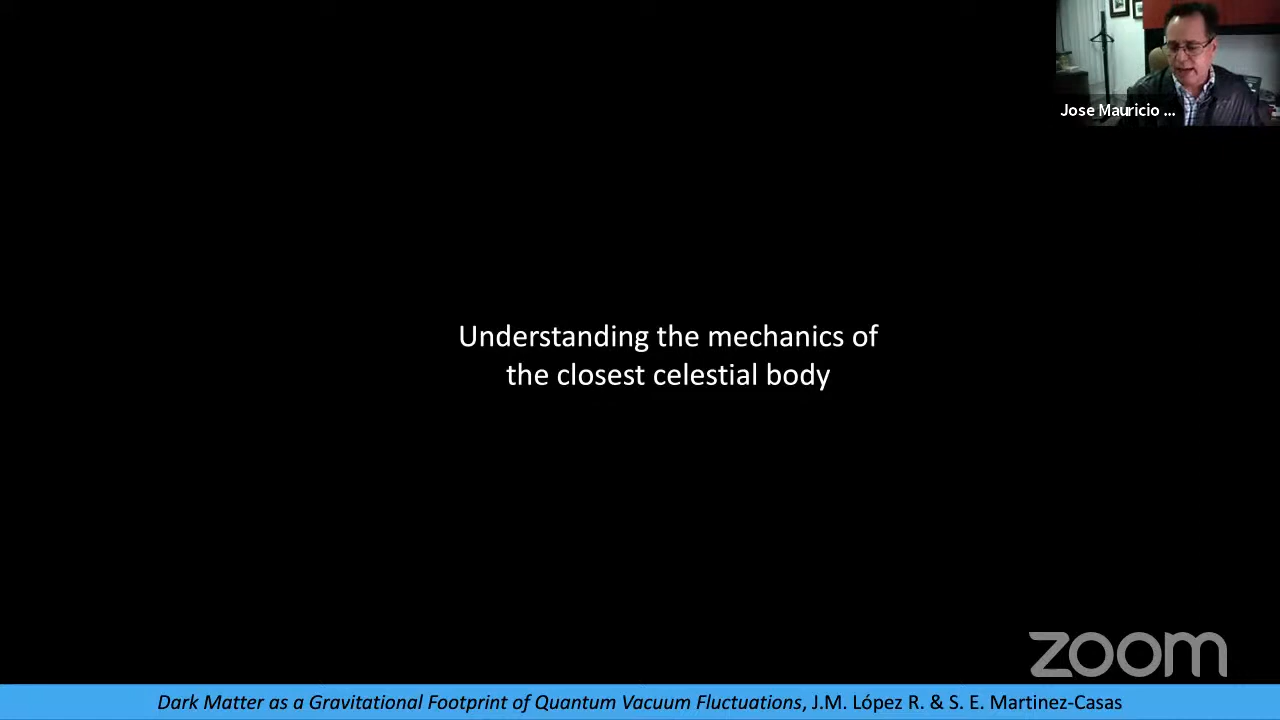 Jose Mauricio ...
Understanding the mechanics of
the closest celestial body
zoom
Dark Matter as a Gravitational Footprint of Quantum Vacuum Fluctuations, J.M. López R. & S. E. Martinez-Casas